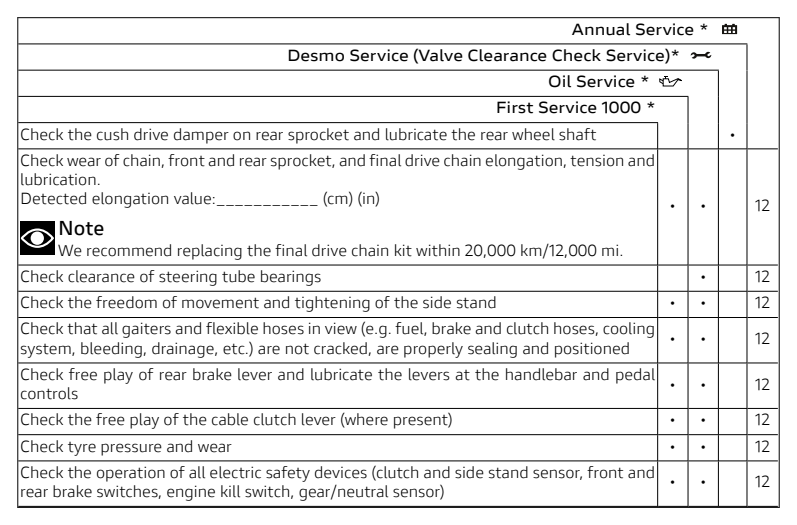 Annual Service *
Desmo Service (Valve Clearance Check Service)*
Oil Service *
First Service 1000 *
Check the cush drive damper on rear sprocket and lubricate the rear wheel shaft •
Check wear of chain, front and rear sprocket, and final drive chain elongation, tension and
lubrication.
Detected elongation value:___________ (cm) (in)
• • 12
Note
We recommend replacing the final drive chain kit within 20,000 km/12,000 mi.
Check clearance of steering tube bearings • 12
Check the freedom of movement and tightening of the side stand • • 12
Check that all gaiters and flexible hoses in view (e.g. fuel, brake and clutch hoses, cooling
system, bleeding, drainage, etc.) are not cracked, are properly sealing and positioned • • 12
Check free play of rear brake lever and lubricate the levers at the handlebar and pedal
controls • • 12
Check the free play of the cable clutch lever (where present) • • 12
Check tyre pressure and wear • • 12
Check the operation of all electric safety devices (clutch and side stand sensor, front and
rear brake switches, engine kill switch, gear/neutral sensor) • • 12